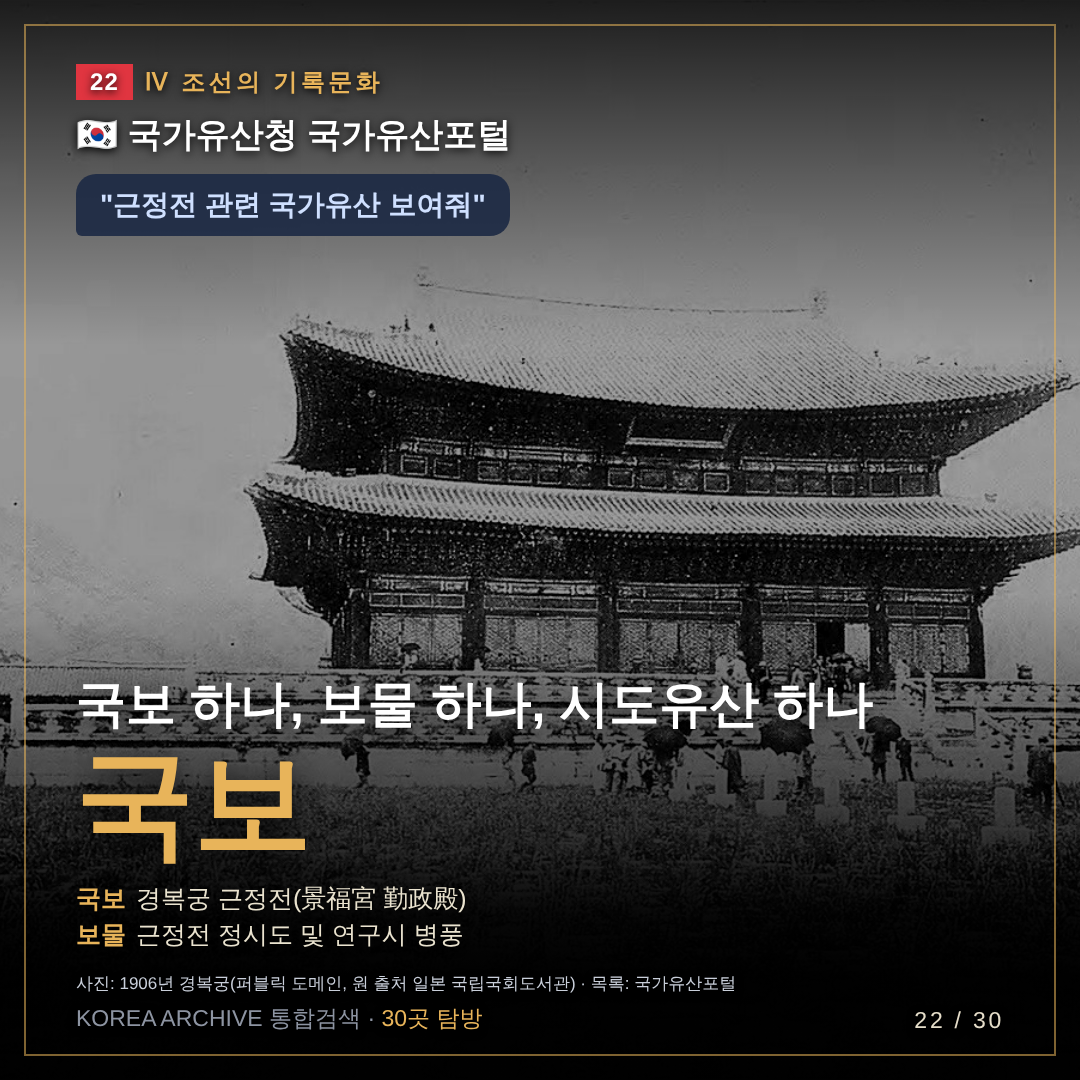 22 Ⅳ 조선의 기록문화
🇰🇷 국가유산청 국가유산포털
"근정전 관련 국가유산 보여줘"
국보 하나, 보물 하나, 시도유산 하나
국보
국보 경복궁 근정전(景福宮 勤政殿)
보물 근정전 정시도 및 연구시 병풍
사진: 1906년 경복궁(퍼블릭 도메인, 원 출처 일본 국립국회도서관) · 목록: 국가유산포털
KOREA ARCHIVE 통합검색 · 30곳 탐방
22 / 30